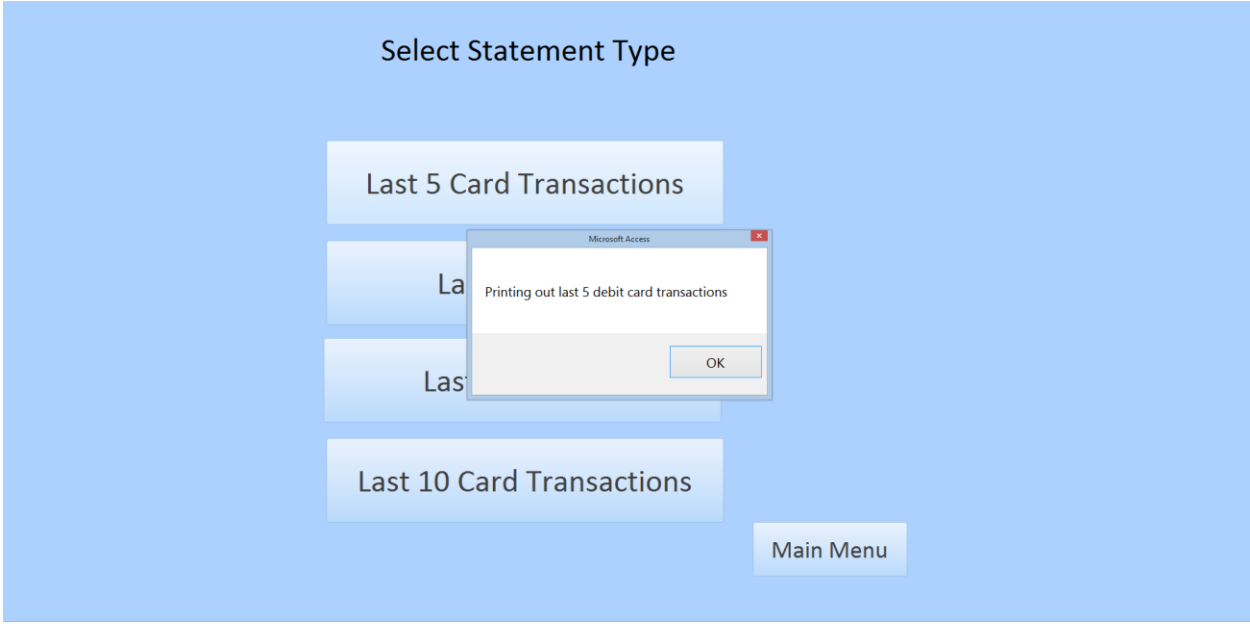 Select Statement Type
Last 5 Card Transactions
Microsoft Access
La
Printing out last 5 debit card transactions
OK
Las
Last 10 Card Transactions
Main Menu